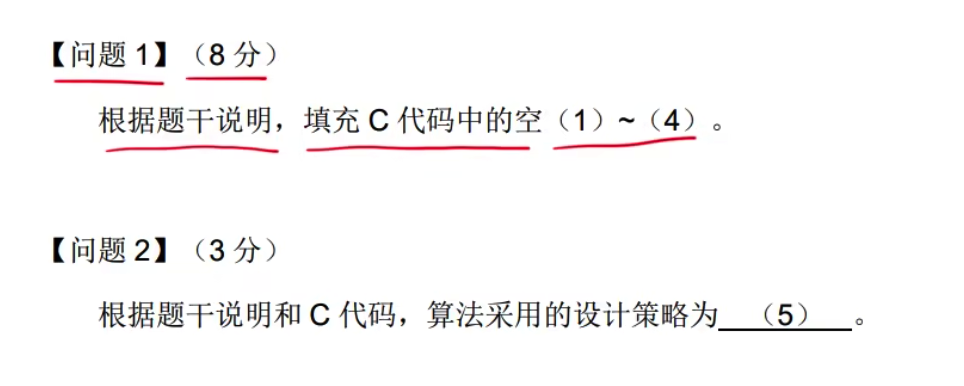 【问题 1】（8 分）
根据题干说明，填充 C 代码中的空（1）~（4）。
【问题 2】（3 分）
根据题干说明和 C 代码，算法采用的设计策略为 （5） 。